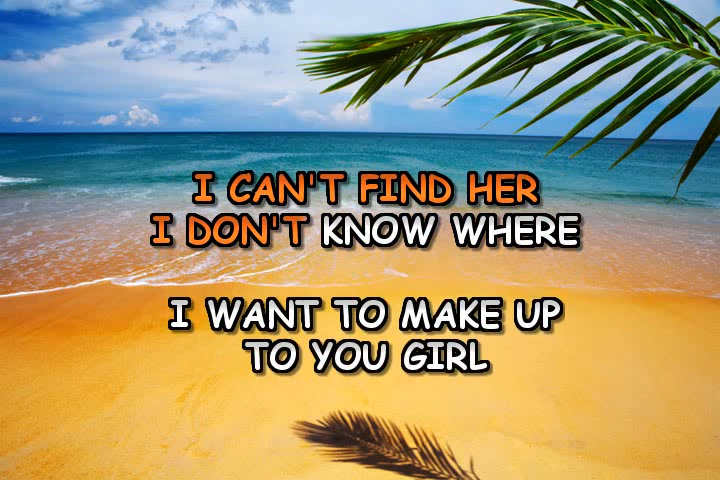 I CAN'T FIND HER
I DON'T KNOW WHERE
I WANT TO MAKE UP
TO YOU GIRL